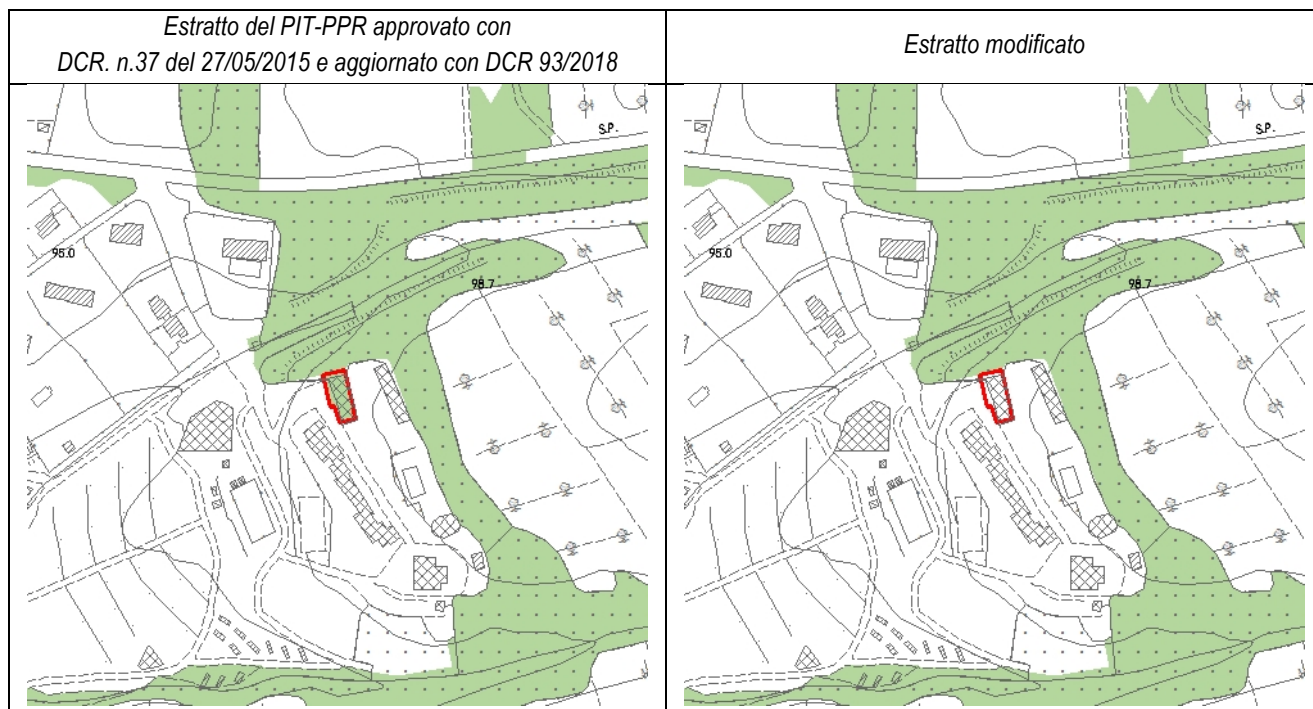 Estratto del PIT-PPR approvato con
DCR. n.37 del 27/05/2015 e aggiornato con DCR 93/2018
Estratto modificato
S.P.
95.0
98.7
S.P.
95.0
98.7